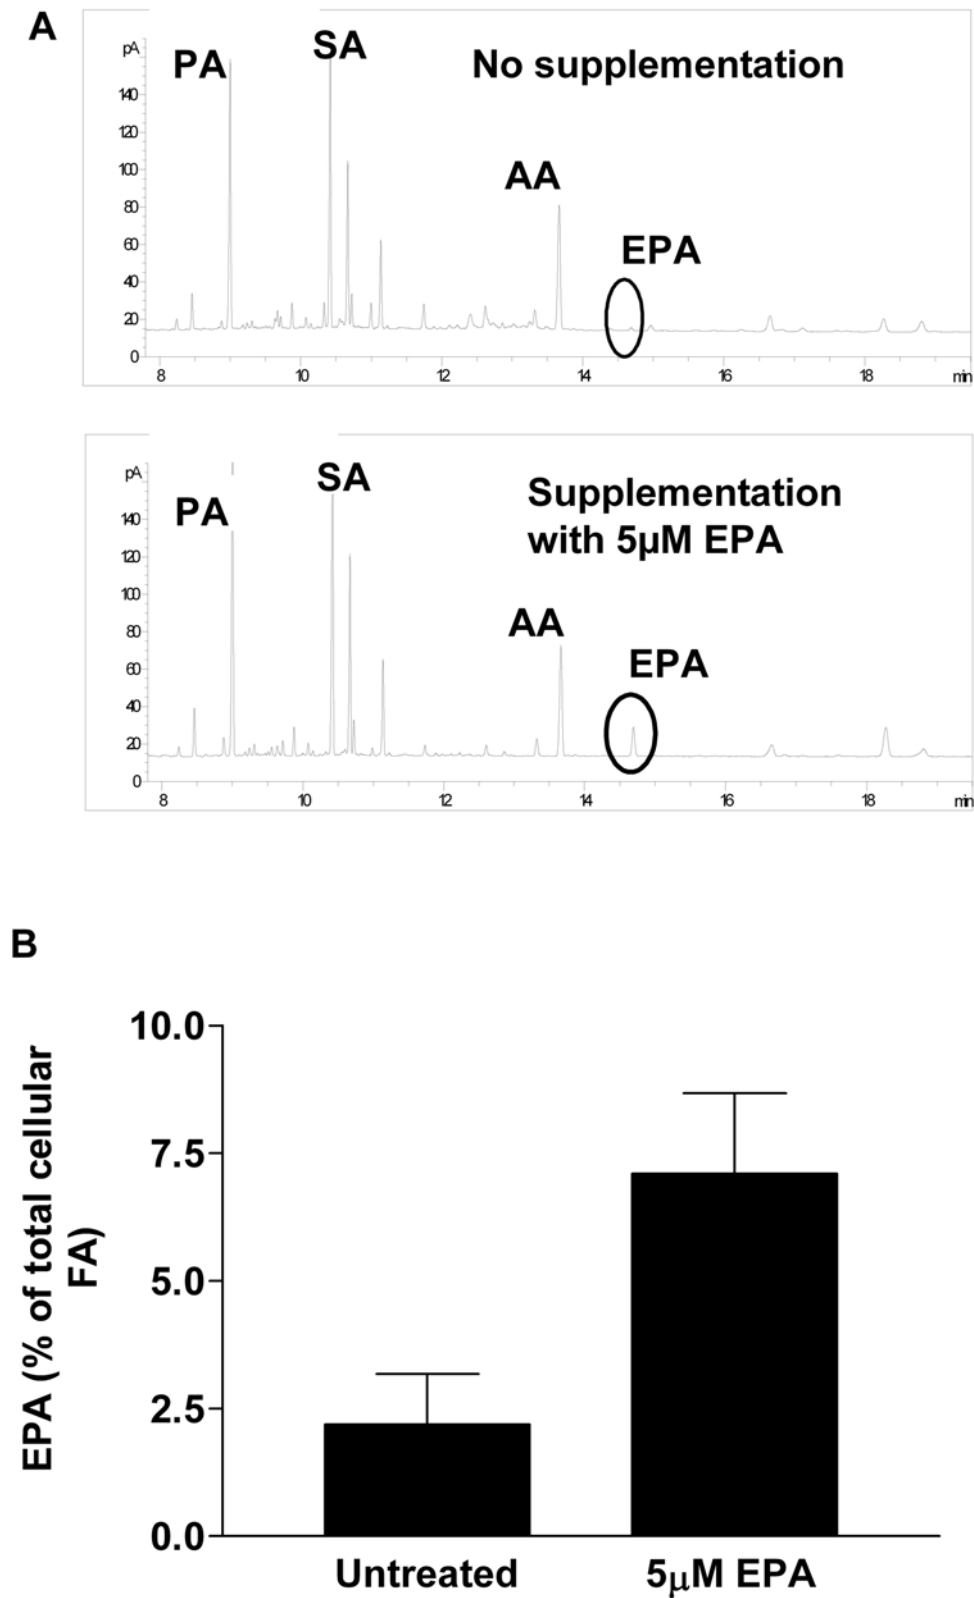 A
pA
PA
SA
No supplementation
140
120
100
80
60
40
20
0
AA
EPA
8
10
12
14
16
18
min
pA
PA
SA
Supplementation
with 5µM EPA
140
120
100
80
60
40
20
0
AA
EPA
8
10
12
14
16
18
min
B
EPA (% of total cellular
FA)
10.0
7.5
5.0
2.5
0.0
Untreated
5µM EPA